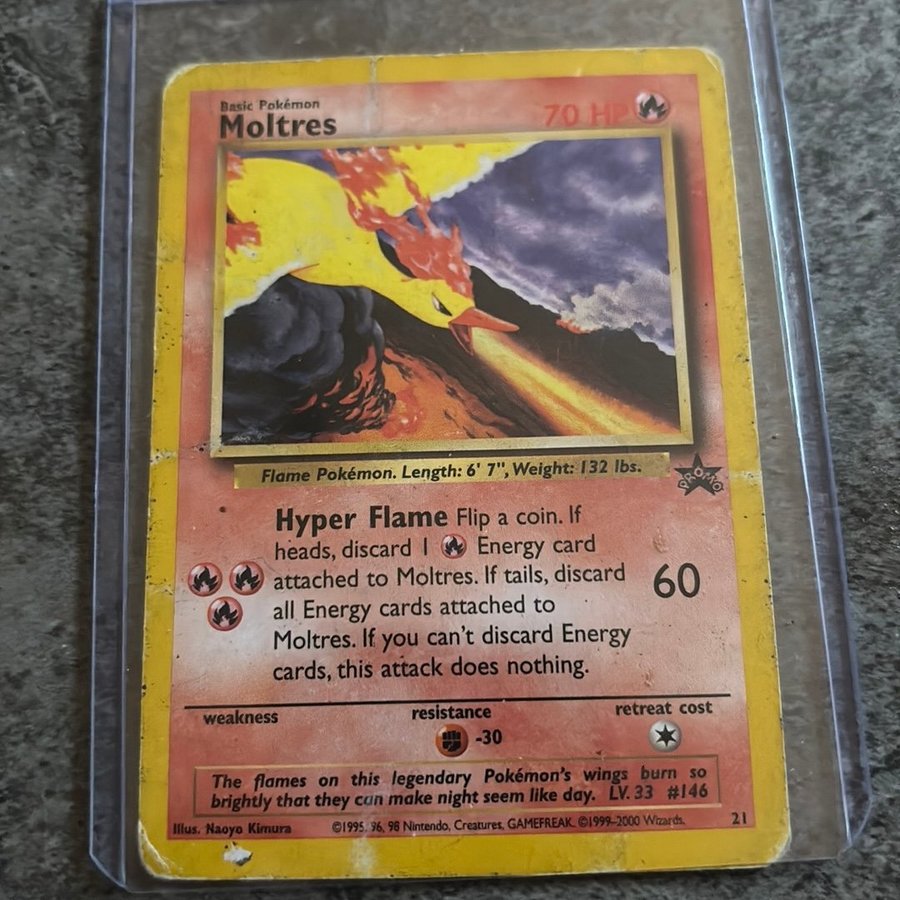 Basic Pokémon
Moltres
70 HP
Flame Pokémon. Length: 6' 7", Weight: 132 lbs.
PROMO
Hyper Flame Flip a coin. If
heads, discard 1 Energy card
attached to Moltres. If tails, discard
all Energy cards attached to
Moltres. If you can't discard Energy
cards, this attack does nothing.
60
weakness
resistance
retreat cost
-30
The flames on this legendary Pokémon's wings burn so
brightly that they can make night seem like day. LV. 33 #146
Illus. Naoyo Kimura
©1995, 96, 98 Nintendo, Creatures, GAMEFREAK. ©1999-2000 Wizards.
21